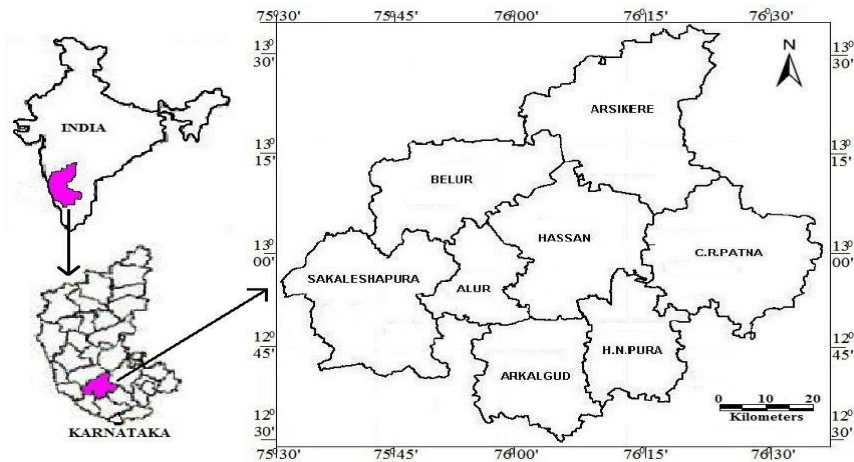 75° 30' 75° 45' 76° 00' 76° 15' 76° 30'
INDIA
KARNATAKA
13° 30' 13° 30'
N
ARSIKERE
13° 15' 13° 15'
BELUR
HASSAN
C.R.PATNA
13° 00' 13° 00'
SAKALESHAPURA
ALUR
12° 45' 12° 45'
H.N.PURA
ARKALGUD
0 10 20
Kilometers
12° 30' 12° 30'
75° 30' 75° 45' 76° 00' 76° 15' 76° 30'